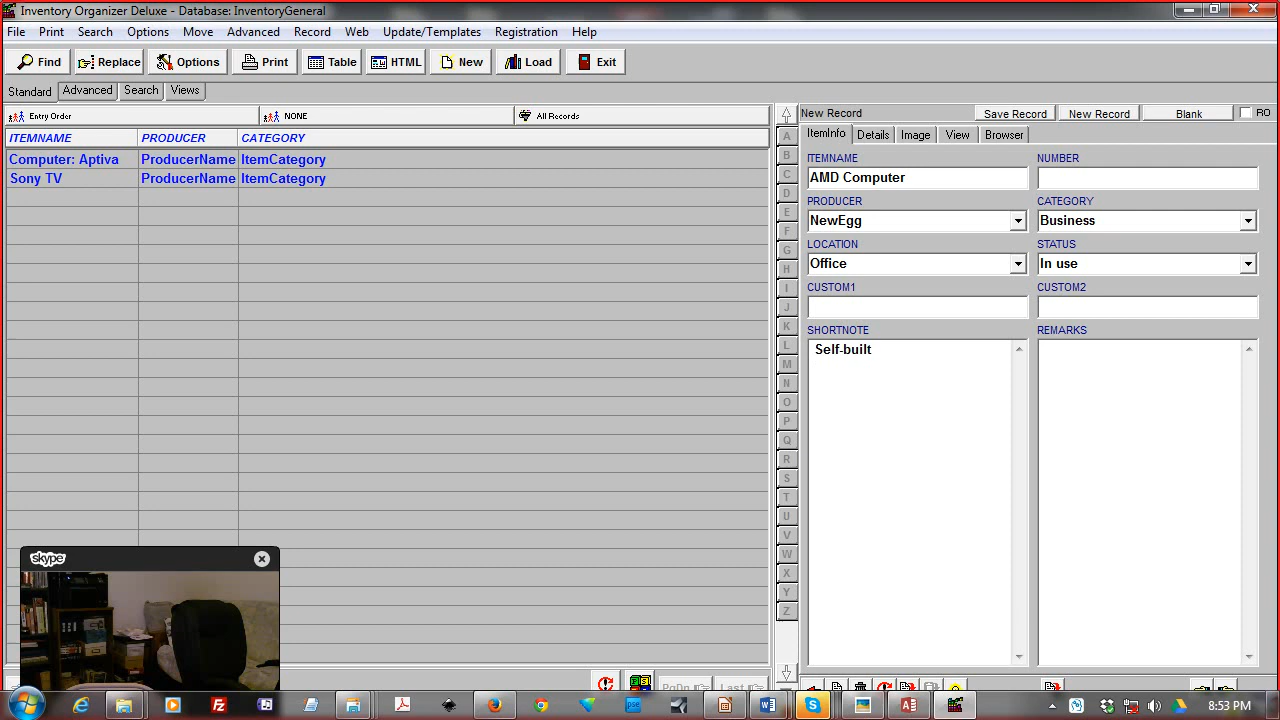 Inventory Organizer Deluxe - Database: InventoryGeneral
File Print Search Options Move Advanced Record Web Update/Templates Registration Help
Find Replace Options Print Table HTML New Load Exit
Standard Advanced Search Views
Entry Order NONE All Records
ITEMNAME PRODUCER CATEGORY
Computer: Aptiva ProducerName ItemCategory
Sony TV ProducerName ItemCategory
A
B
C
D
E
F
G
H
I
J
K
L
M
N
O
P
Q
R
S
T
U
V
W
X
Y
Z
New Record Save Record New Record Blank RO
ItemInfo Details Image View Browser
ITEMNAME NUMBER
AMD Computer
PRODUCER CATEGORY
NewEgg Business
LOCATION STATUS
Office In use
CUSTOM1 CUSTOM2
SHORTNOTE REMARKS
Self-built
skype
PgDn Last
8:53 PM